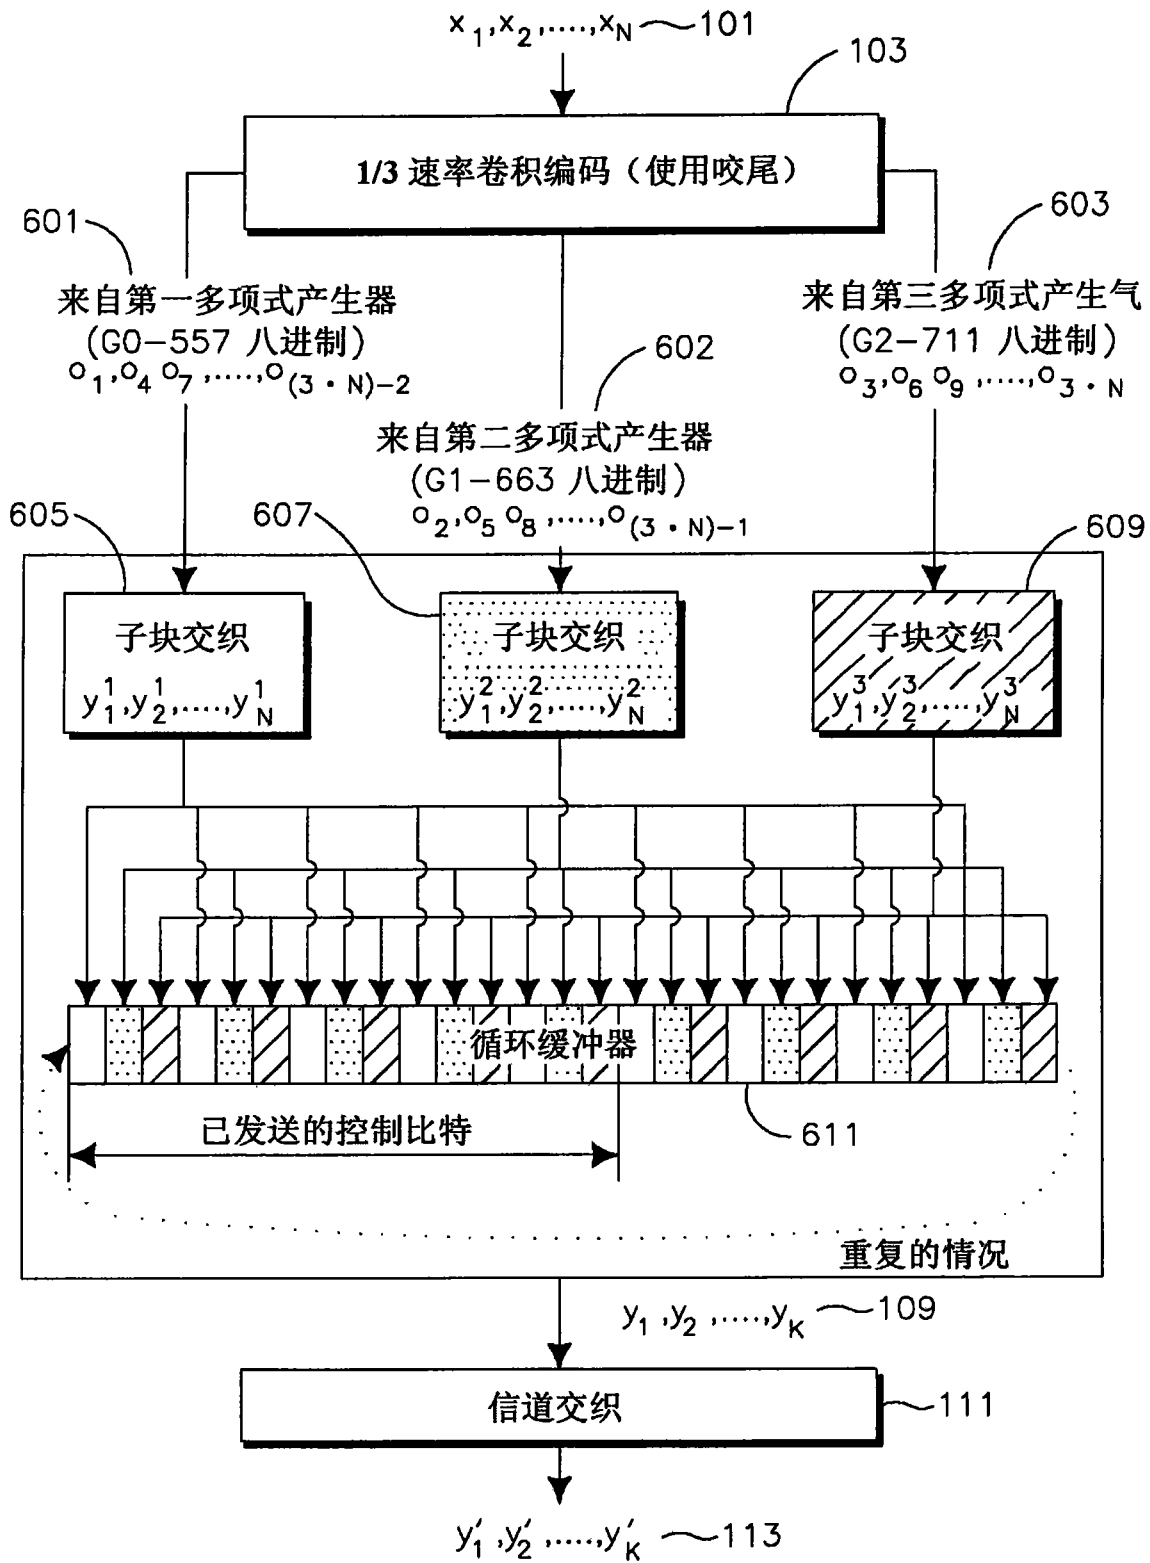 x1,x2,....,xN 101
103
1/3 速率卷积编码（使用咬尾）
601
来自第一多项式产生器
(G0-557 八进制)
o1,o4 o7 ,....,o(3·N)-2
603
来自第三多项式产生气
(G2-711 八进制)
o3,o6 o9 ,....,o3·N
602
来自第二多项式产生器
(G1-663 八进制)
o2,o5 o8 ,....,o(3·N)-1
605
607
609
子块交织
y¹1,y¹2,....,y¹N
子块交织
y²1,y²2,....,y²N
子块交织
y³1,y³2,....,y³N
循环缓冲器
已发送的控制比特
611
重复的情况
y1 ,y2 ,....,yK 109
信道交织
111
y′1 ,y′2 ,....,y′K 113